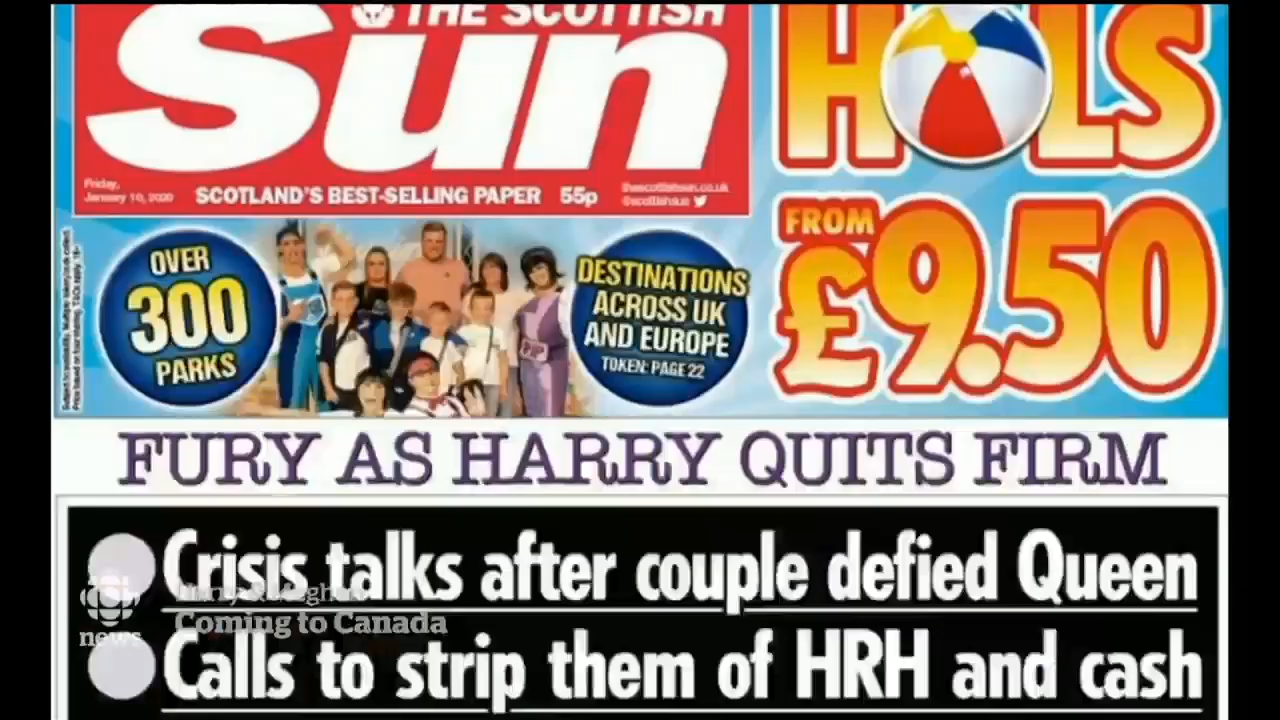 THE SCOTTISH
Sun
Friday,
January 10, 2020
SCOTLAND'S BEST-SELLING PAPER 55p
thescottishsun.co.uk
@scottishsun
HOLS
FROM
£9.50
OVER
300
PARKS
DESTINATIONS
ACROSS UK
AND EUROPE
TOKEN: PAGE 22
FURY AS HARRY QUITS FIRM
Crisis talks after couple defied Queen
Harry & Meghan
Coming to Canada
news
Calls to strip them of HRH and cash